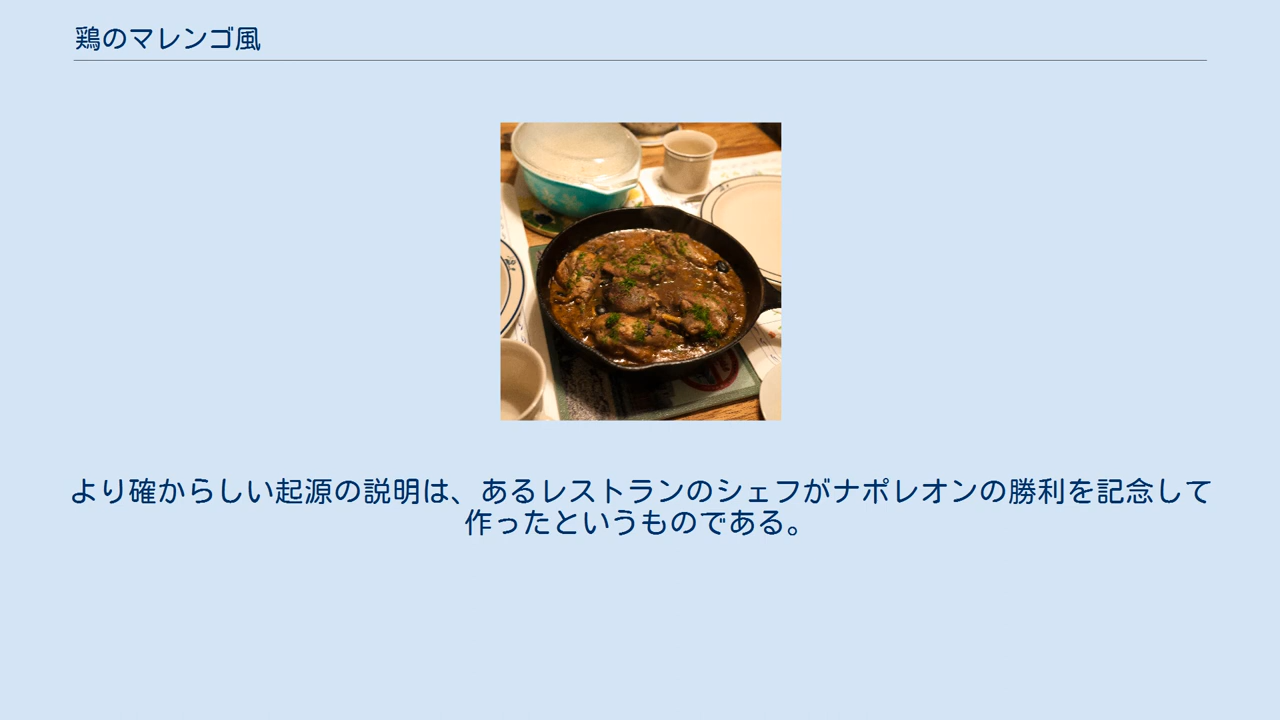 鶏のマレンゴ風
より確からしい起源の説明は、あるレストランのシェフがナポレオンの勝利を記念して
作ったというものである。